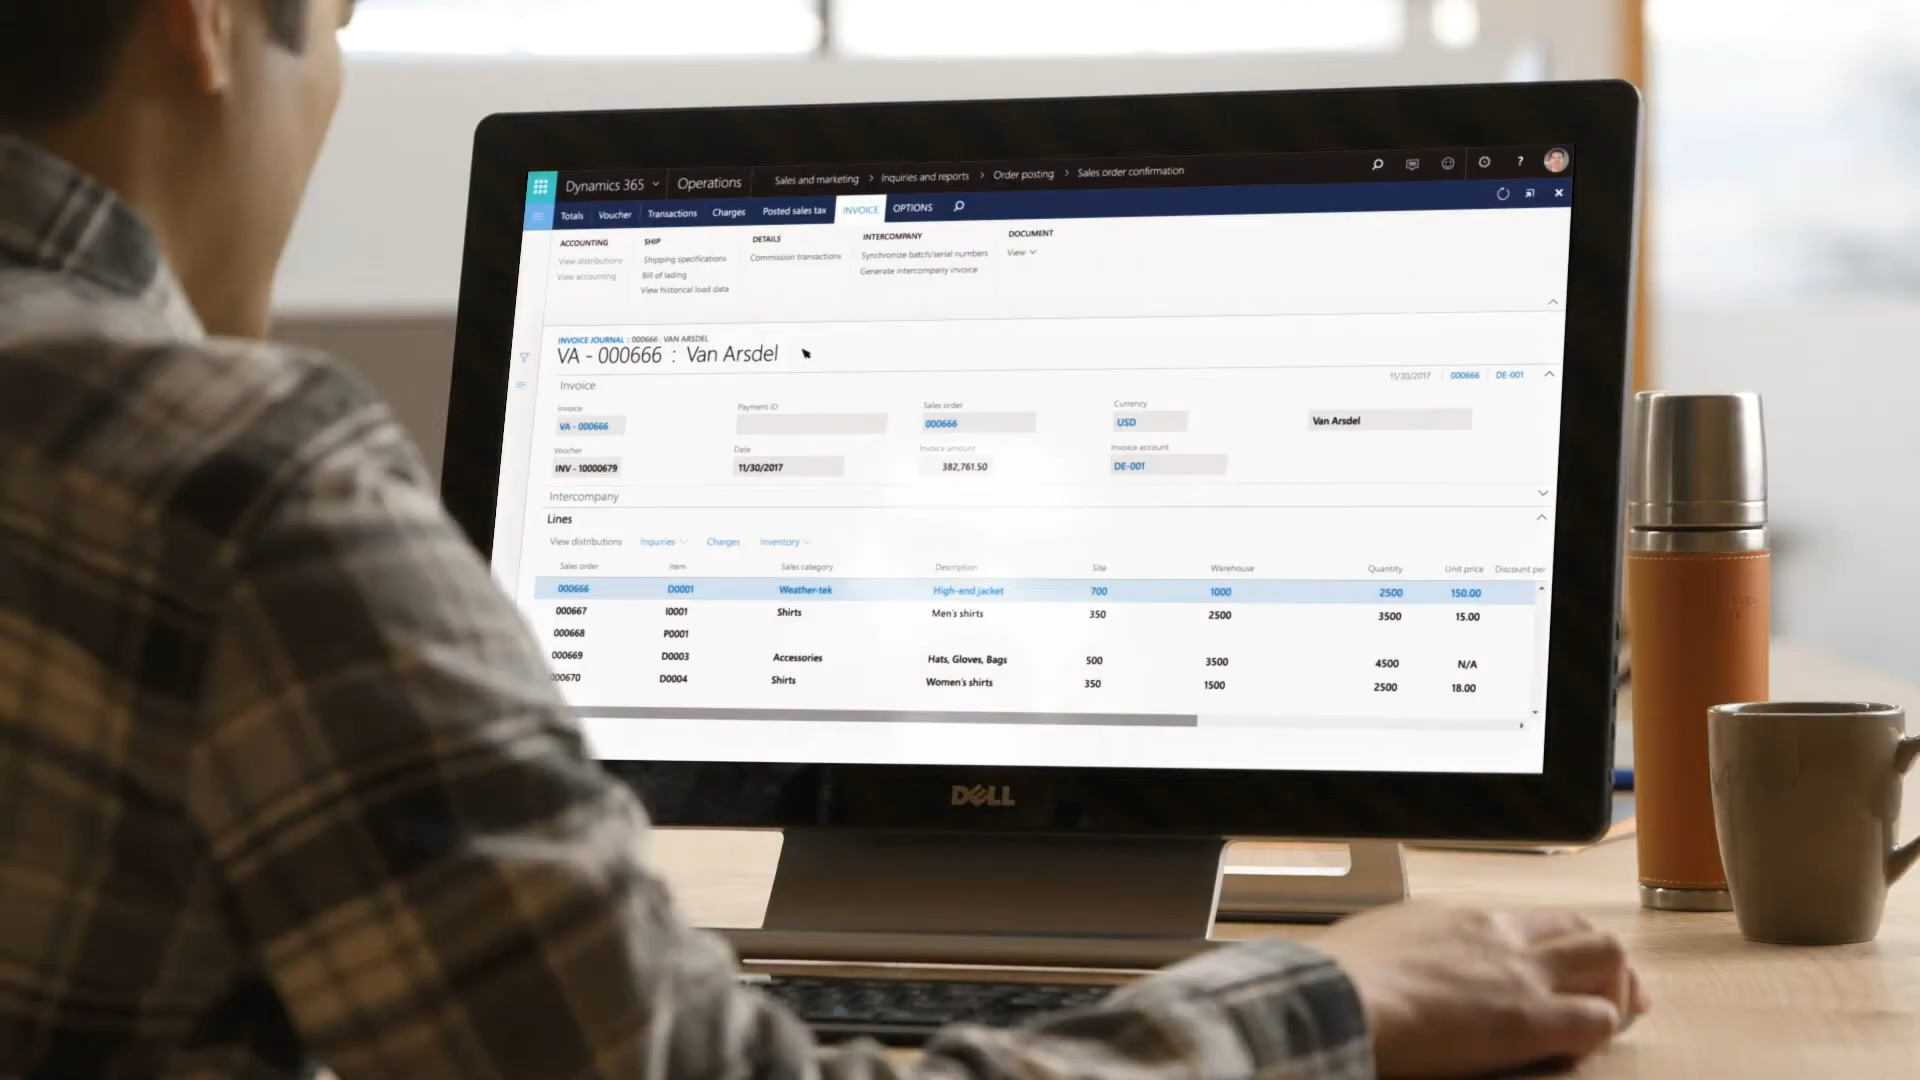 Dynamics 365 Operations Sales and marketing > Inquiries and reports > Order posting > Sales order confirmation ?
Totals Voucher Transactions Charges Posted sales tax INVOICE OPTIONS
ACCOUNTING SHIP DETAILS INTERCOMPANY DOCUMENT
View distributions Shipping specifications Commission transactions Synchronize batch/serial numbers View
View accounting Bill of lading Generate intercompany invoice
View historical load data
INVOICE JOURNAL : 000666 : VAN ARSDEL
VA - 000666 : Van Arsdel
Invoice 11/30/2017 000666 DE-001
Invoice Payment ID Sales order Currency
VA - 000666 000666 USD Van Arsdel
Voucher Date Invoice amount Invoice account
INV - 10000679 11/30/2017 382,761.50 DE-001
Intercompany
Lines
View distributions Inquiries Charges Inventory
Sales order Item Sales category Description Site Warehouse Quantity Unit price Discount per
000666 D0001 Weather-tek High-end jacket 700 1000 2500 150.00
000667 I0001 Shirts Men's shirts 350 2500 3500 15.00
000668 P0001
000669 D0003 Accessories Hats, Gloves, Bags 500 3500 4500 N/A
000670 D0004 Shirts Women's shirts 350 1500 2500 18.00
DELL